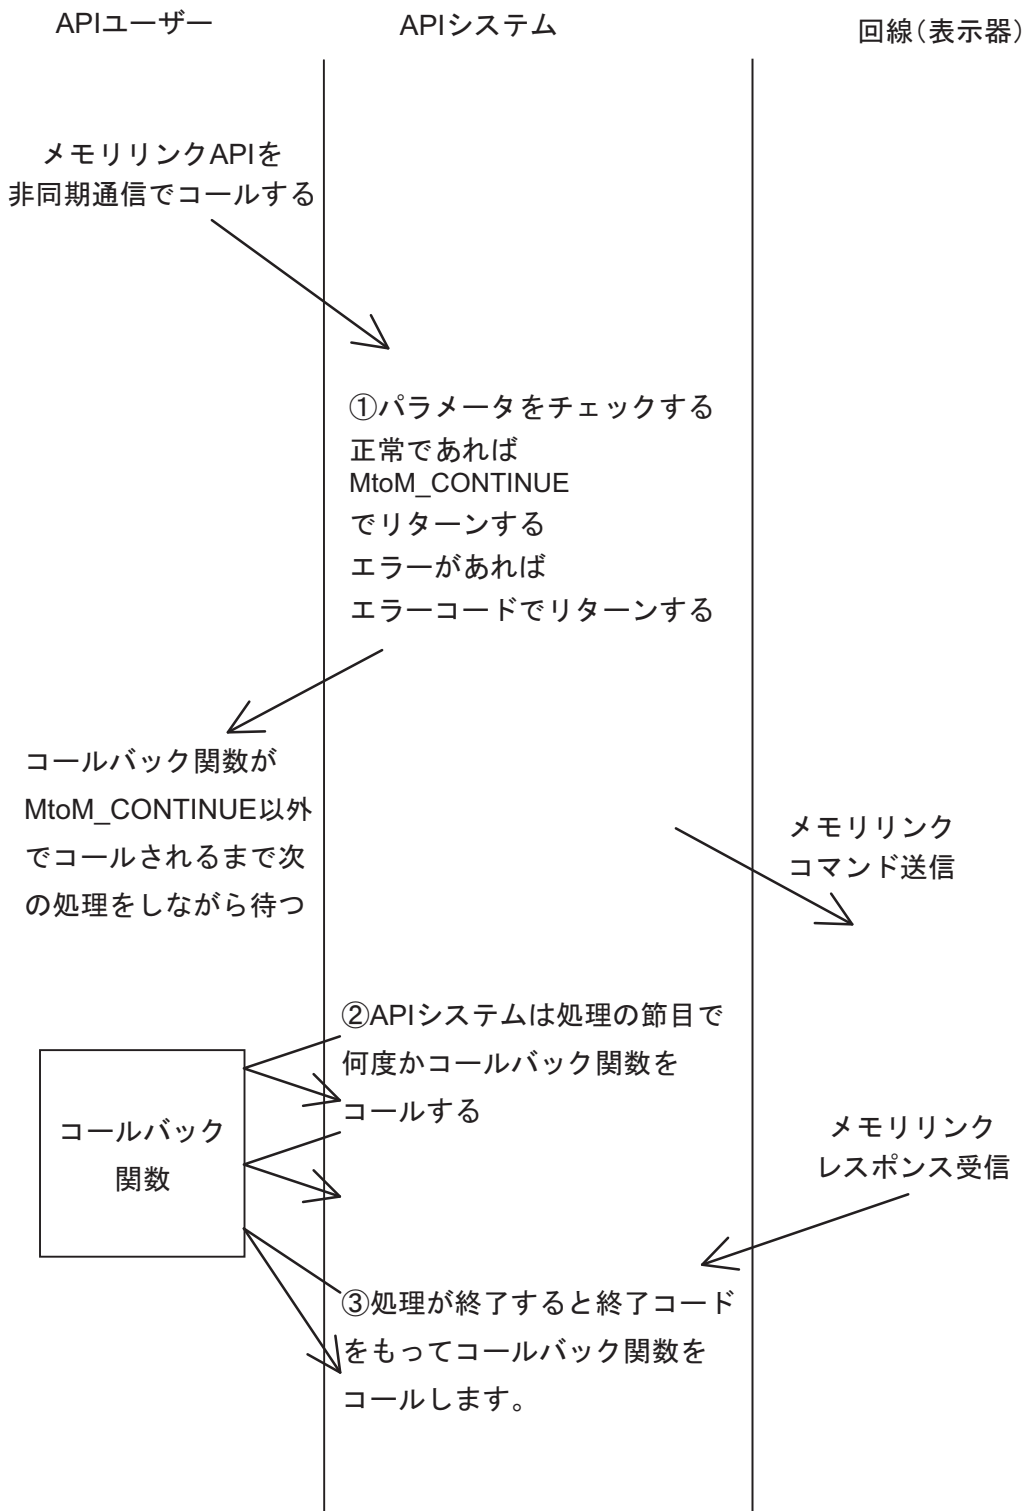 APIユーザー
APIシステム
回線(表示器)
メモリリンクAPIを
非同期通信でコールする
①パラメータをチェックする
正常であれば
MtoM_CONTINUE
でリターンする
エラーがあれば
エラーコードでリターンする
コールバック関数が
MtoM_CONTINUE以外
でコールされるまで次
の処理をしながら待つ
メモリリンク
コマンド送信
②APIシステムは処理の節目で
何度かコールバック関数を
コールする
コールバック
関数
メモリリンク
レスポンス受信
③処理が終了すると終了コード
をもってコールバック関数を
コールします。